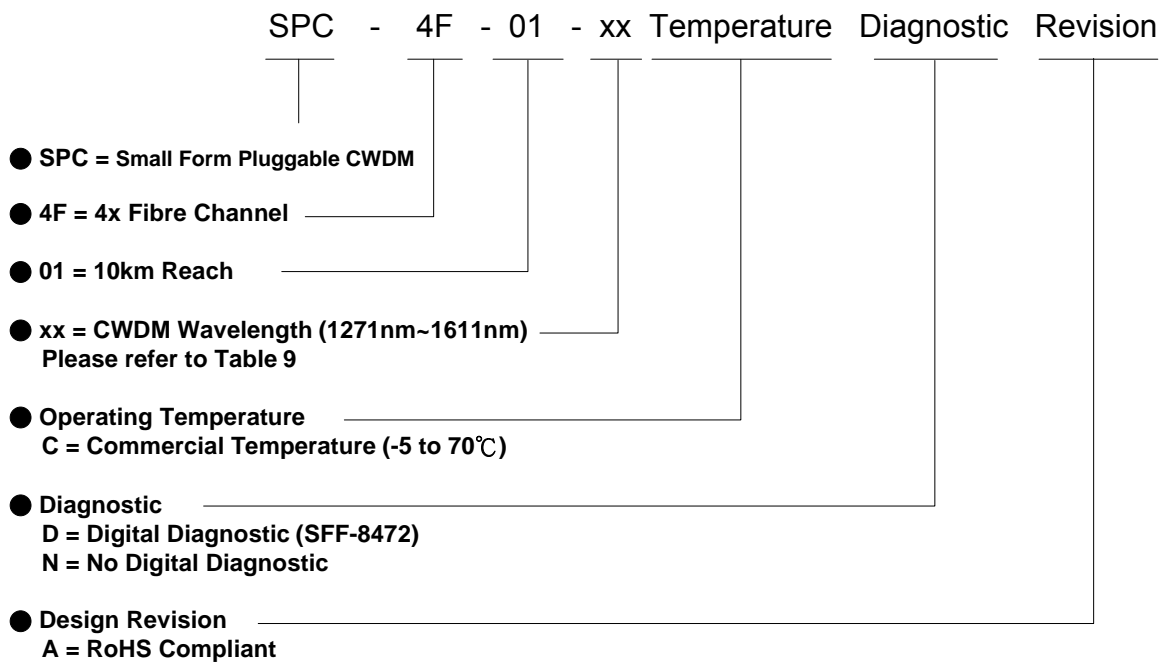 SPC - 4F - 01 - xx Temperature Diagnostic Revision
● SPC = Small Form Pluggable CWDM
● 4F = 4x Fibre Channel
● 01 = 10km Reach
● xx = CWDM Wavelength (1271nm~1611nm)
Please refer to Table 9
● Operating Temperature
C = Commercial Temperature (-5 to 70℃)
● Diagnostic
D = Digital Diagnostic (SFF-8472)
N = No Digital Diagnostic
● Design Revision
A = RoHS Compliant